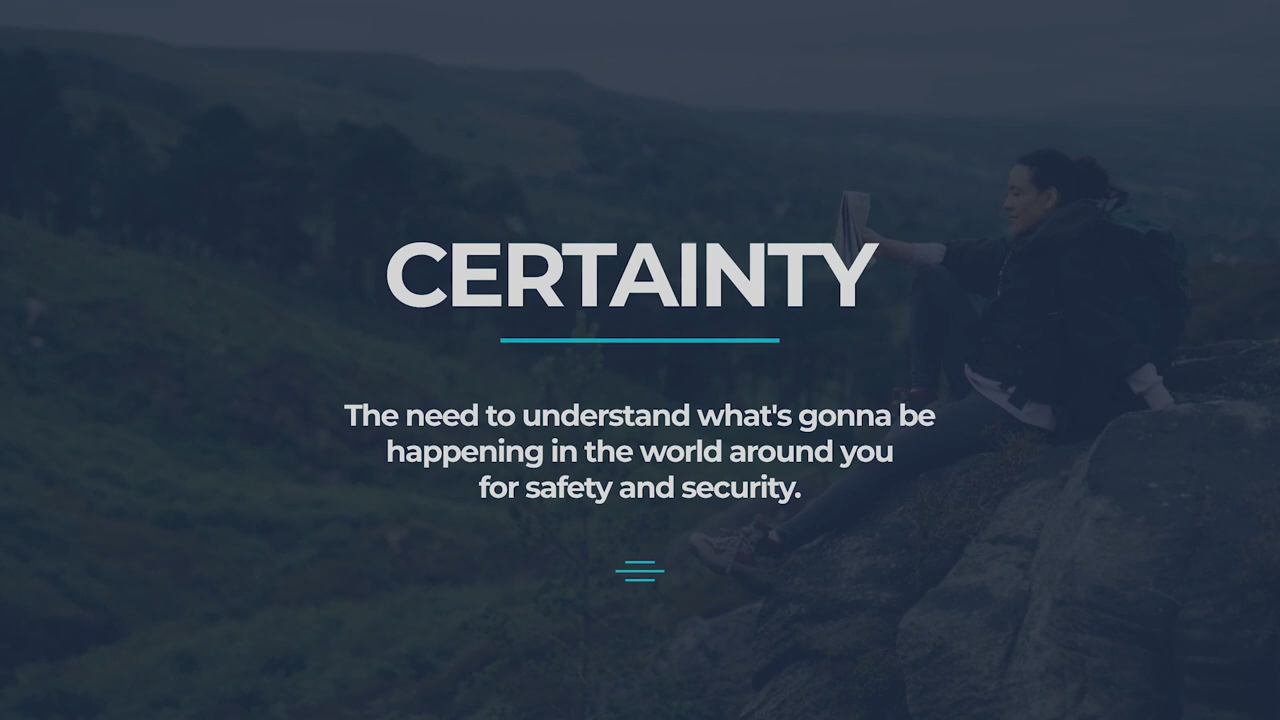 CERTAINTY
The need to understand what's gonna be
happening in the world around you
for safety and security.